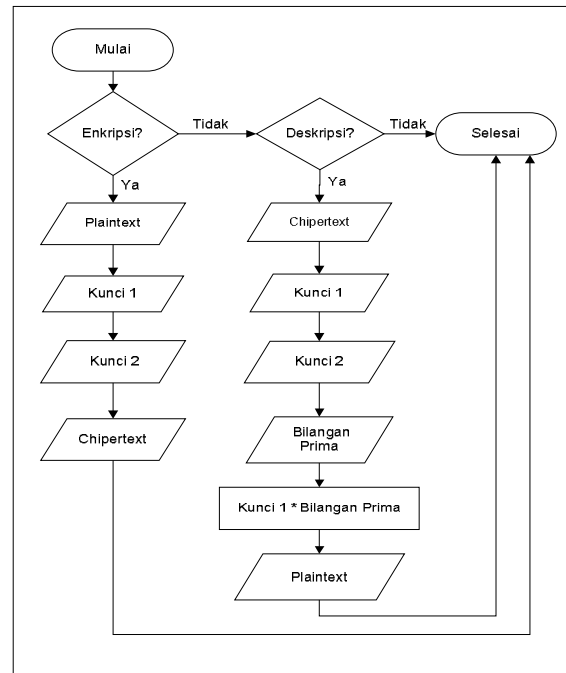 Mulai
Enkripsi?
Tidak
Deskripsi?
Tidak
Selesai
Ya
Ya
Plaintext
Chipertext
Kunci 1
Kunci 1
Kunci 2
Kunci 2
Chipertext
Bilangan
Prima
Kunci 1 * Bilangan Prima
Plaintext